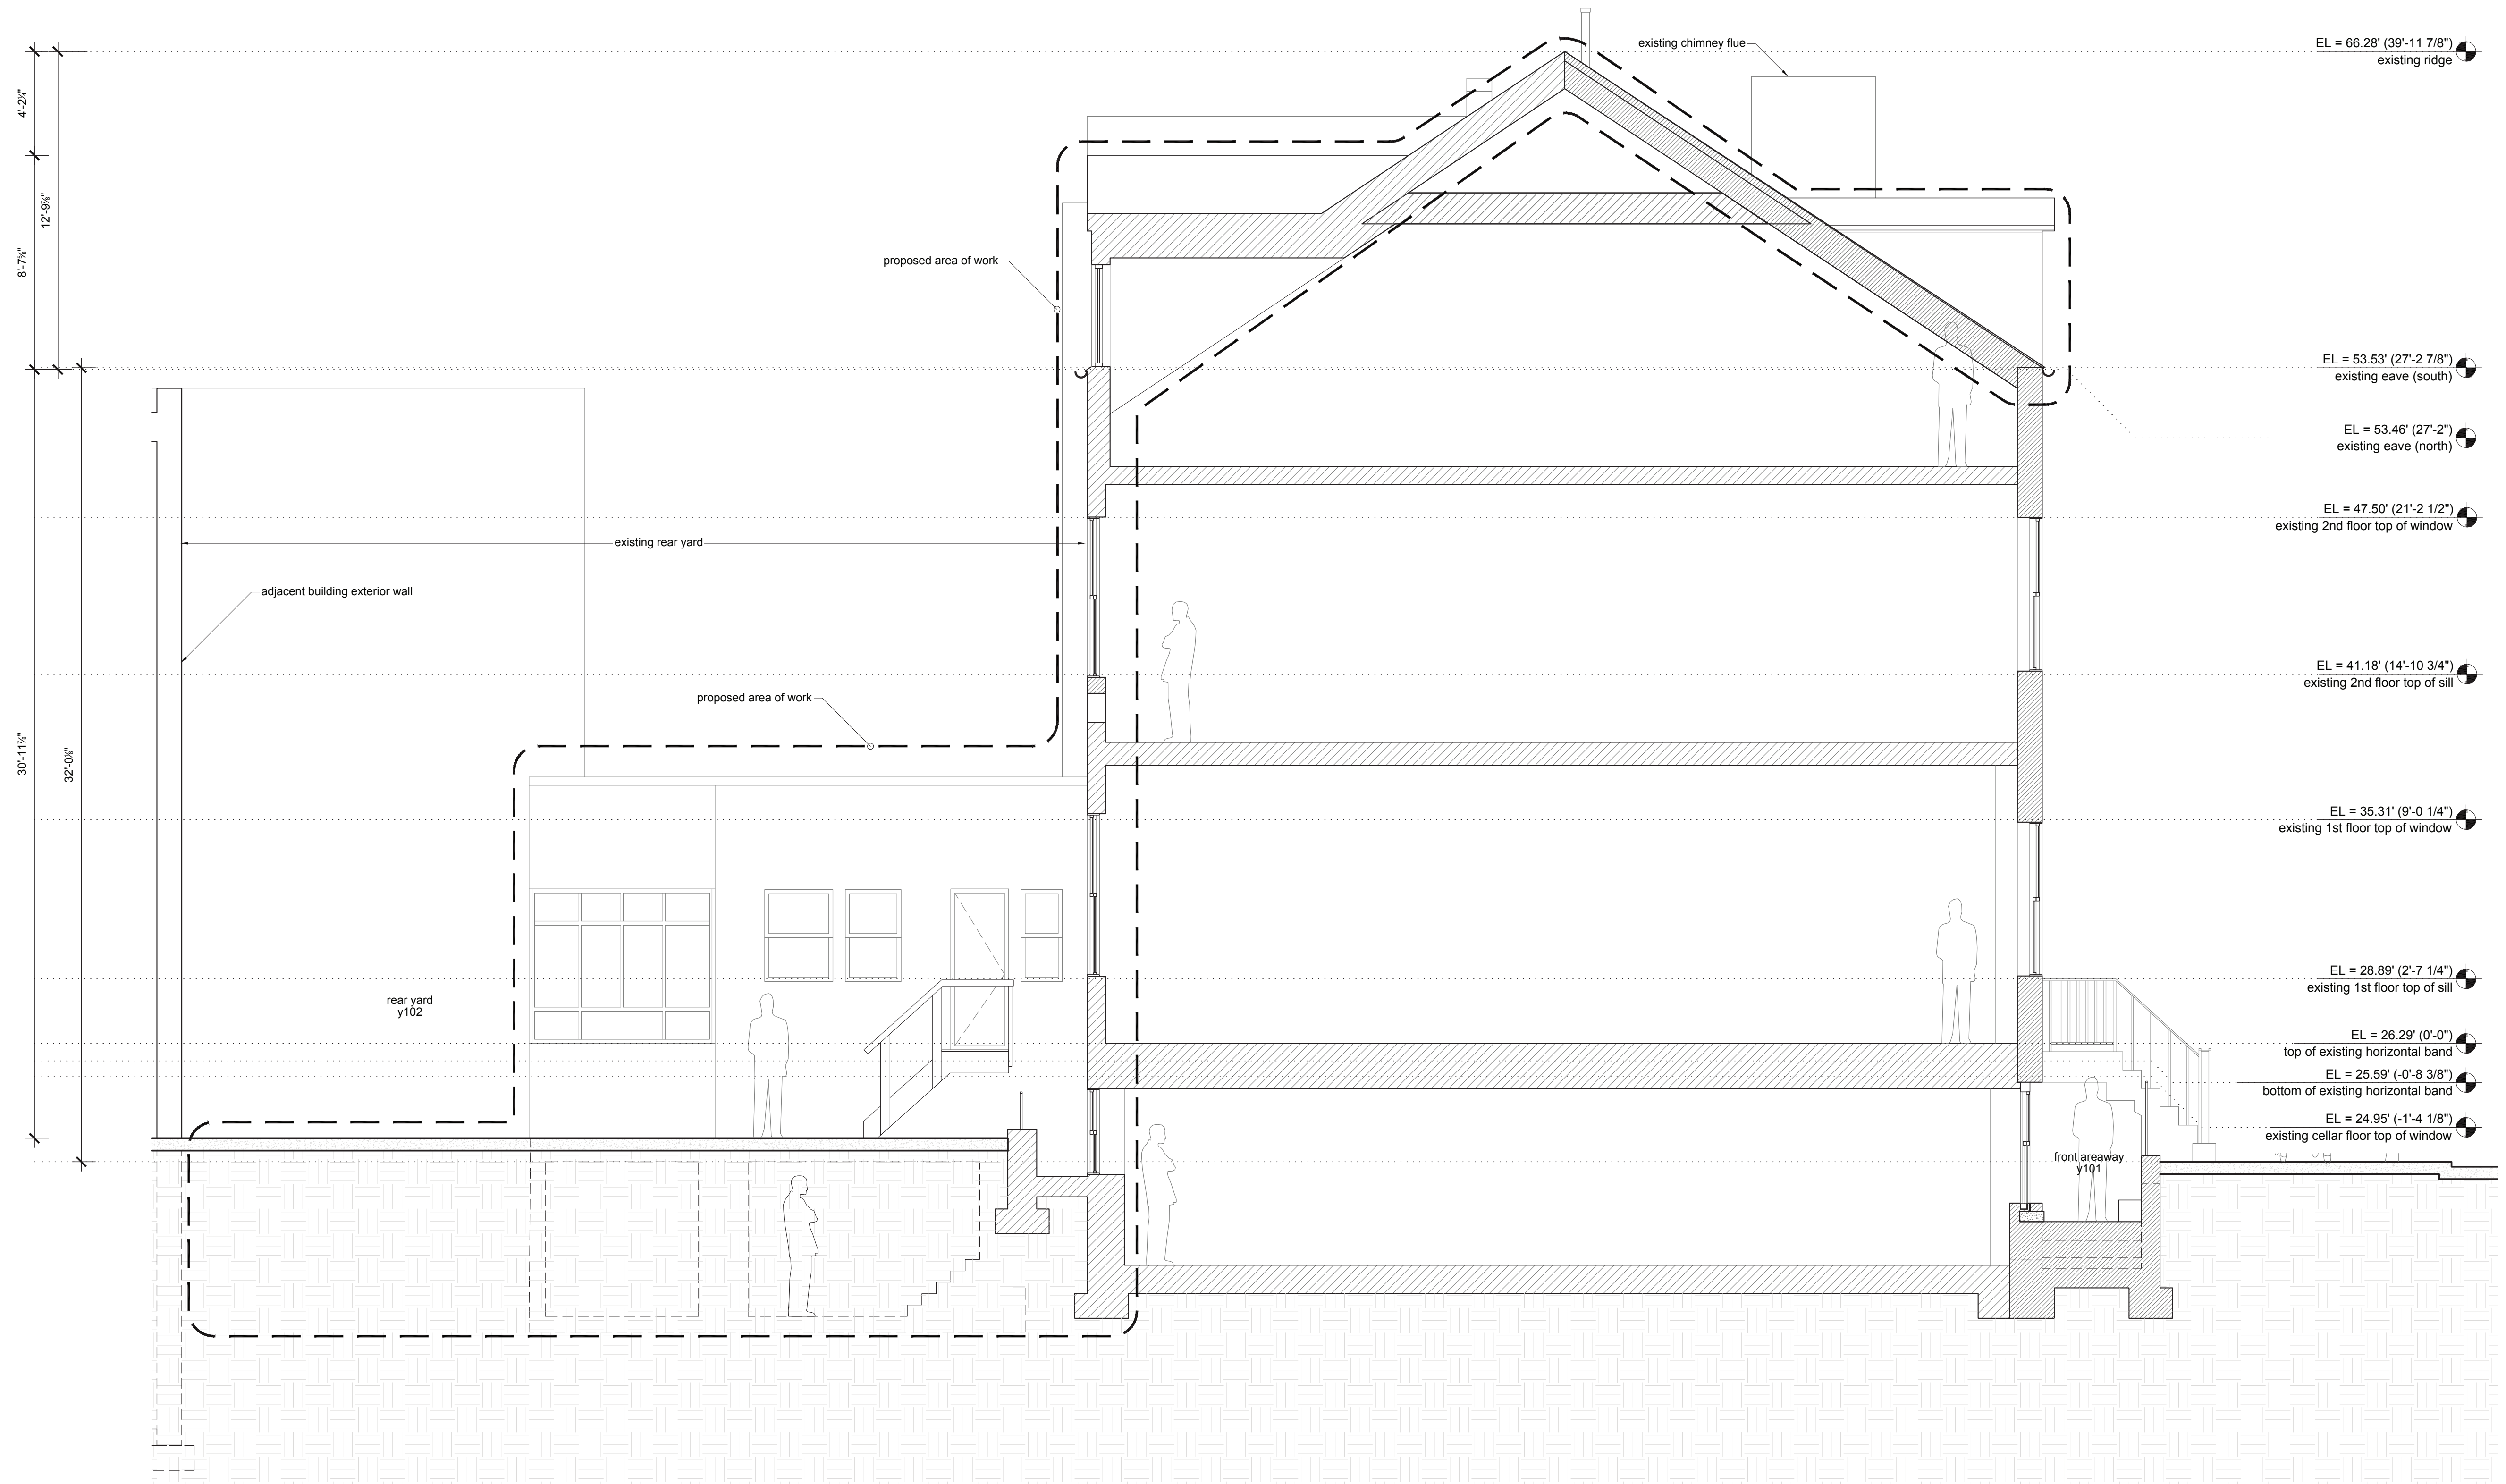 existing chimney flue
EL = 66.28' (39'-11 7/8")
existing ridge
4'-2¼"
12'-9⅞"
8'-7⅝"
proposed area of work
EL = 53.53' (27'-2 7/8")
existing eave (south)
EL = 53.46' (27'-2")
existing eave (north)
EL = 47.50' (21'-2 1/2")
existing 2nd floor top of window
existing rear yard
adjacent building exterior wall
EL = 41.18' (14'-10 3/4")
existing 2nd floor top of sill
proposed area of work
30'-11⅞"
32'-0⅞"
EL = 35.31' (9'-0 1/4")
existing 1st floor top of window
EL = 28.89' (2'-7 1/4")
existing 1st floor top of sill
rear yard
y102
EL = 26.29' (0'-0")
top of existing horizontal band
EL = 25.59' (-0'-8 3/8")
bottom of existing horizontal band
EL = 24.95' (-1'-4 1/8")
existing cellar floor top of window
front areaway
y101